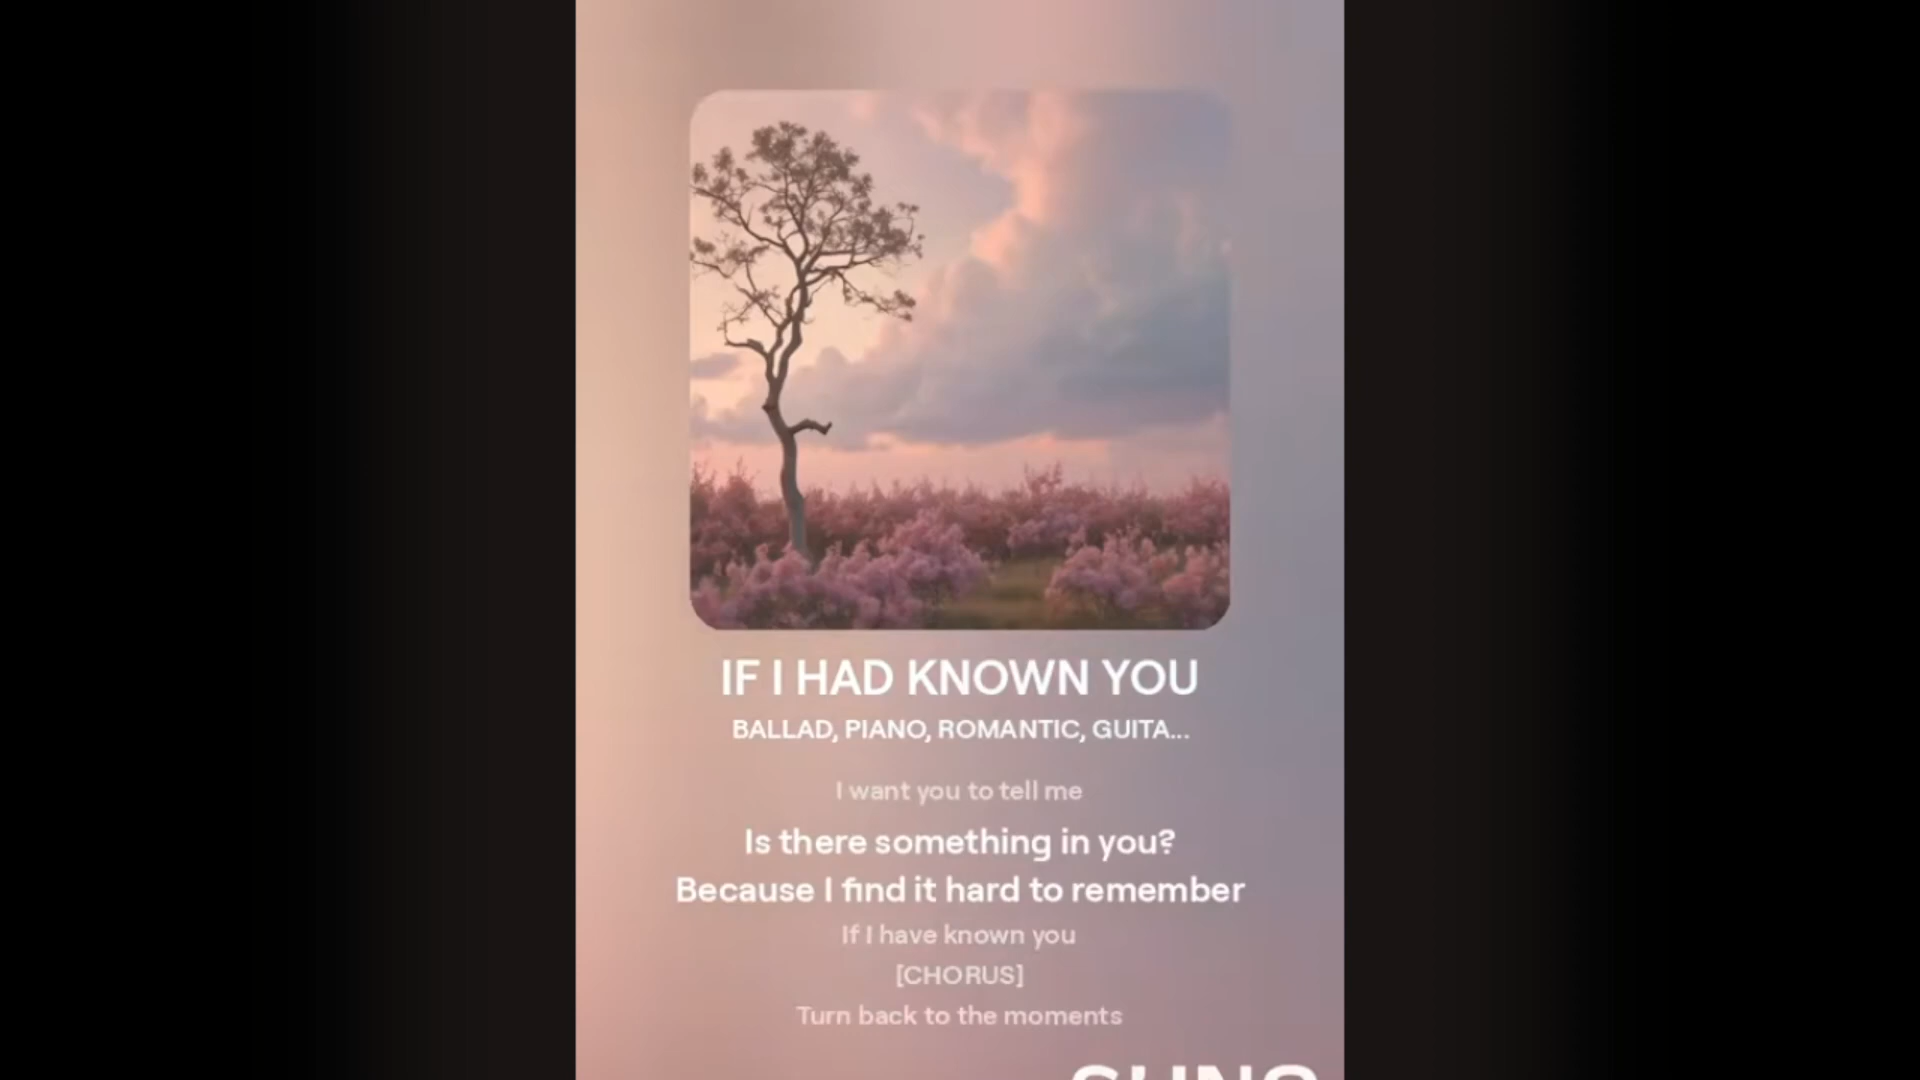 IF I HAD KNOWN YOU
BALLAD, PIANO, ROMANTIC, GUITA...
I want you to tell me
Is there something in you?
Because I find it hard to remember
If I have known you
[CHORUS]
Turn back to the moments
SUNO